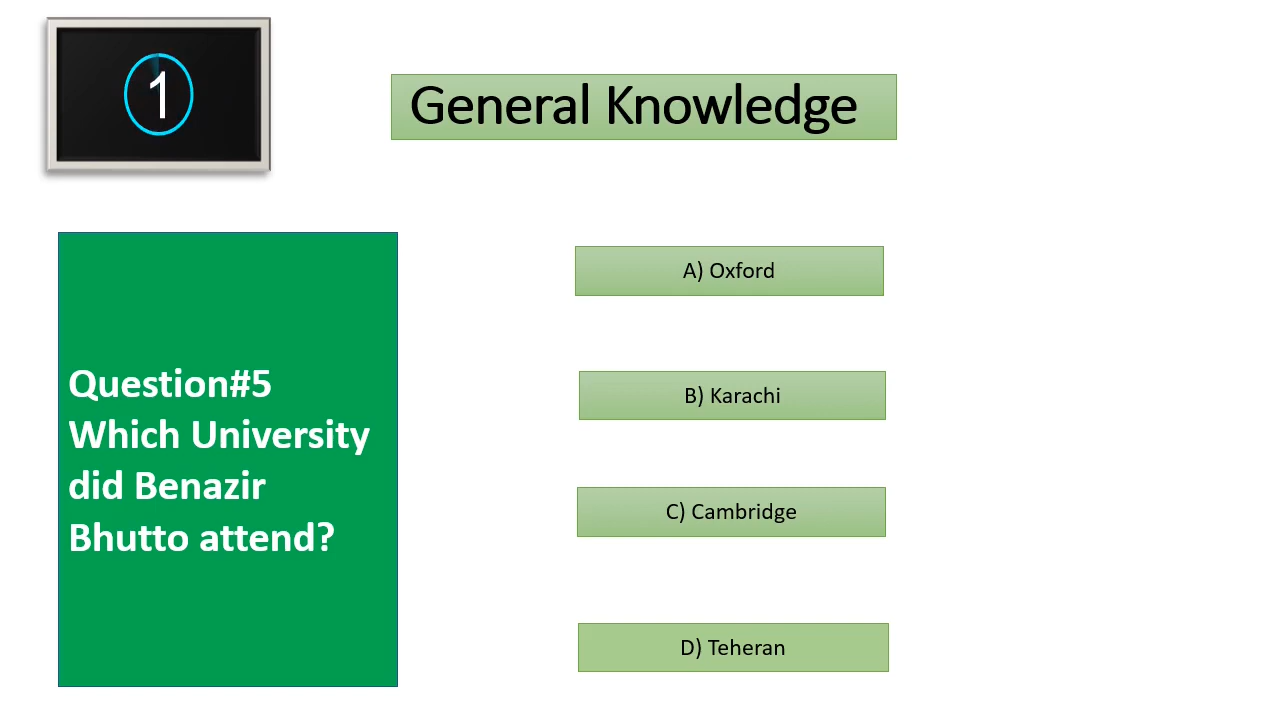 1
General Knowledge
Question#5
Which University
did Benazir
Bhutto attend?
A) Oxford
B) Karachi
C) Cambridge
D) Teheran